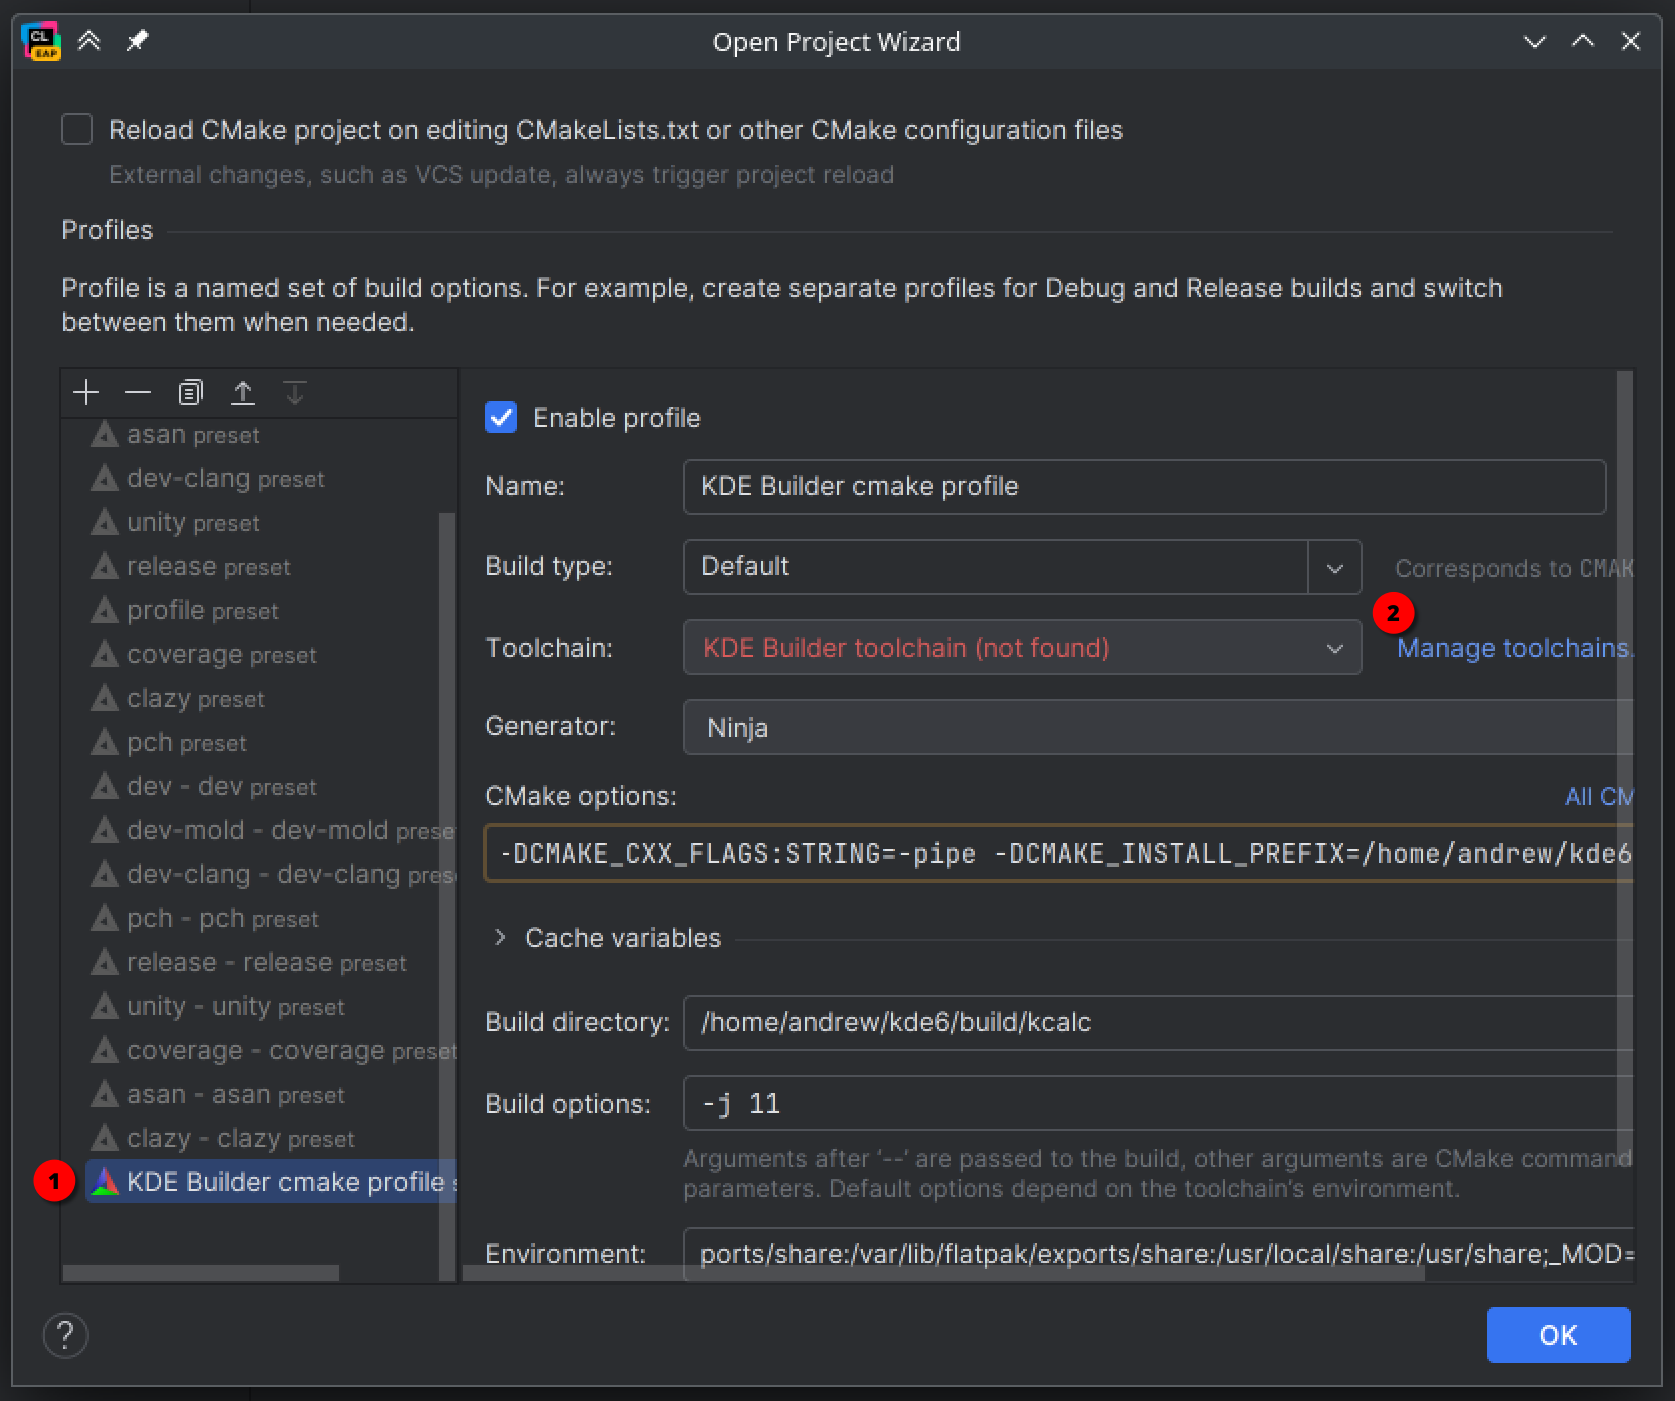 CL
EAP
Open Project Wizard
Reload CMake project on editing CMakeLists.txt or other CMake configuration files
External changes, such as VCS update, always trigger project reload
Profiles
Profile is a named set of build options. For example, create separate profiles for Debug and Release builds and switch
between them when needed.
asan preset
dev-clang preset
unity preset
release preset
profile preset
coverage preset
clazy preset
pch preset
dev - dev preset
dev-mold - dev-mold prese
dev-clang - dev-clang pres
pch - pch preset
release - release preset
unity - unity preset
coverage - coverage preset
asan - asan preset
clazy - clazy preset
1
KDE Builder cmake profile s
Enable profile
Name: KDE Builder cmake profile
Build type: Default Corresponds to CMAK
2
Toolchain: KDE Builder toolchain (not found) Manage toolchains.
Generator: Ninja
CMake options: All CM
-DCMAKE_CXX_FLAGS:STRING=-pipe -DCMAKE_INSTALL_PREFIX=/home/andrew/kde6
Cache variables
Build directory: /home/andrew/kde6/build/kcalc
Build options: -j 11
Arguments after ‘--’ are passed to the build, other arguments are CMake command
parameters. Default options depend on the toolchain’s environment.
Environment: ports/share:/var/lib/flatpak/exports/share:/usr/local/share:/usr/share;_MOD=
?
OK